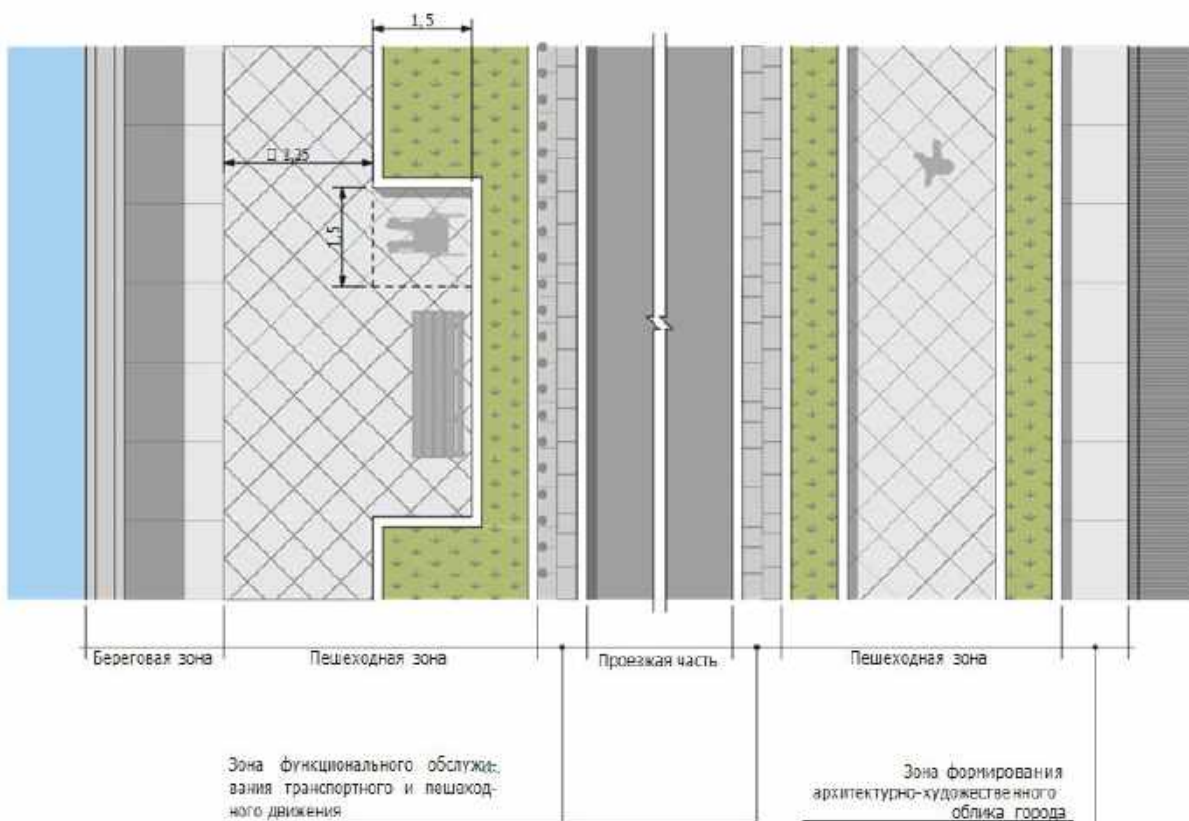 1,5
□ 2,25
1,5
Береговая зона
Пешеходная зона
Проезжая часть
Пешеходная зона
Зона функционального обслужи-
вания транспортного и пешеход-
ного движения
Зона формирования
архитектурно-художественного
облика города